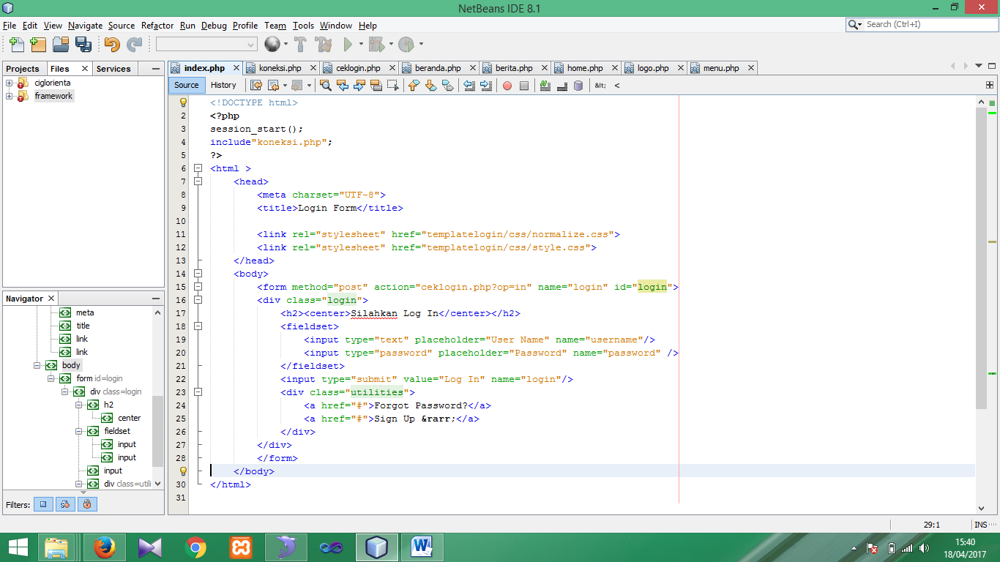 NetBeans IDE 8.1
File Edit View Navigate Source Refactor Run Debug Profile Team Tools Window Help
Search (Ctrl+I)
Projects Files Services
ciglorienta
framework
index.php koneksi.php ceklogin.php beranda.php berita.php home.php logo.php menu.php
Source History
&lt; <
<!DOCTYPE html>
2 <?php
3 session_start();
4 include"koneksi.php";
5 ?>
6 <html >
7 <head>
8 <meta charset="UTF-8">
9 <title>Login Form</title>
10
11 <link rel="stylesheet" href="templatelogin/css/normalize.css">
12 <link rel="stylesheet" href="templatelogin/css/style.css">
13 </head>
14 <body>
15 <form method="post" action="ceklogin.php?op=in" name="login" id="login">
16 <div class="login">
17 <h2><center>Silahkan Log In</center></h2>
18 <fieldset>
19 <input type="text" placeholder="User Name" name="username"/>
20 <input type="password" placeholder="Password" name="password" />
21 </fieldset>
22 <input type="submit" value="Log In" name="login"/>
23 <div class="utilities">
24 <a href="#">Forgot Password?</a>
25 <a href="#">Sign Up &rarr;</a>
26 </div>
27 </div>
28 </form>
</body>
30 </html>
31
Navigator
meta
title
link
link
body
form id=login
div class=login
h2
center
fieldset
input
input
input
div class=utili
Filters:
29:1 INS
15:40
18/04/2017